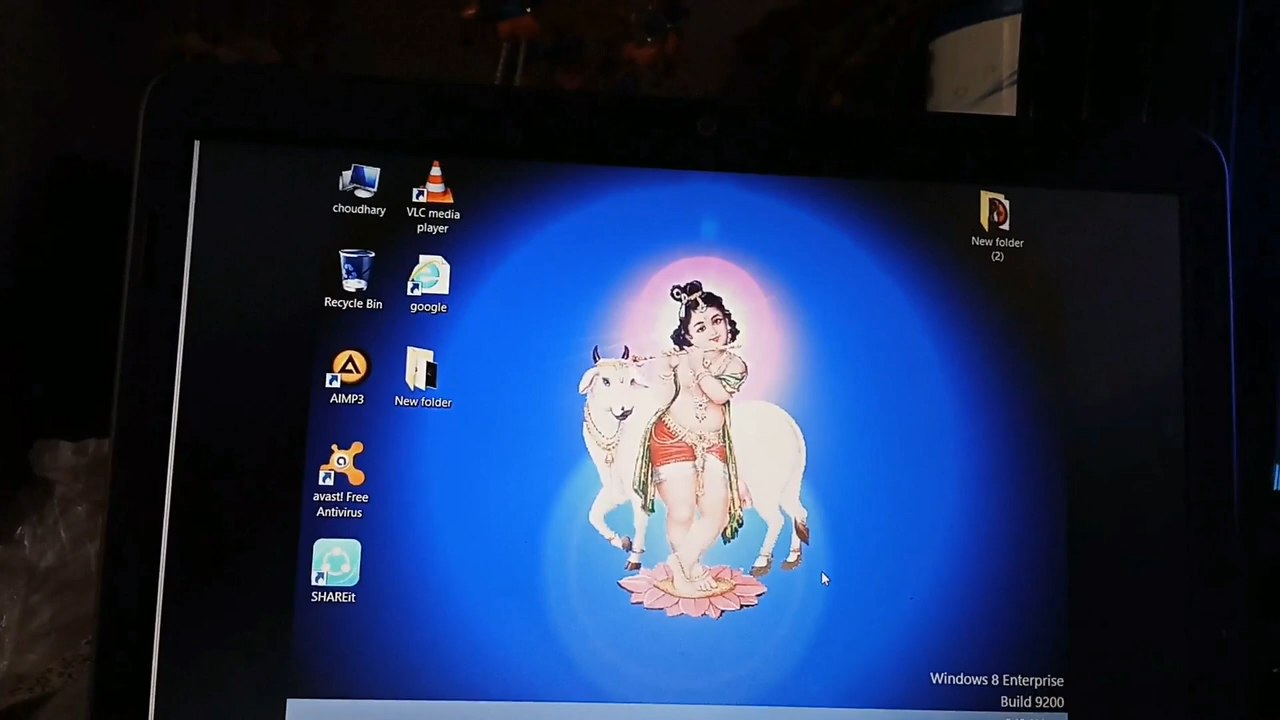 choudhary
VLC media
player
Recycle Bin
google
AIMP3
New folder
avast! Free
Antivirus
SHAREit
New folder
(2)
Windows 8 Enterprise
Build 9200